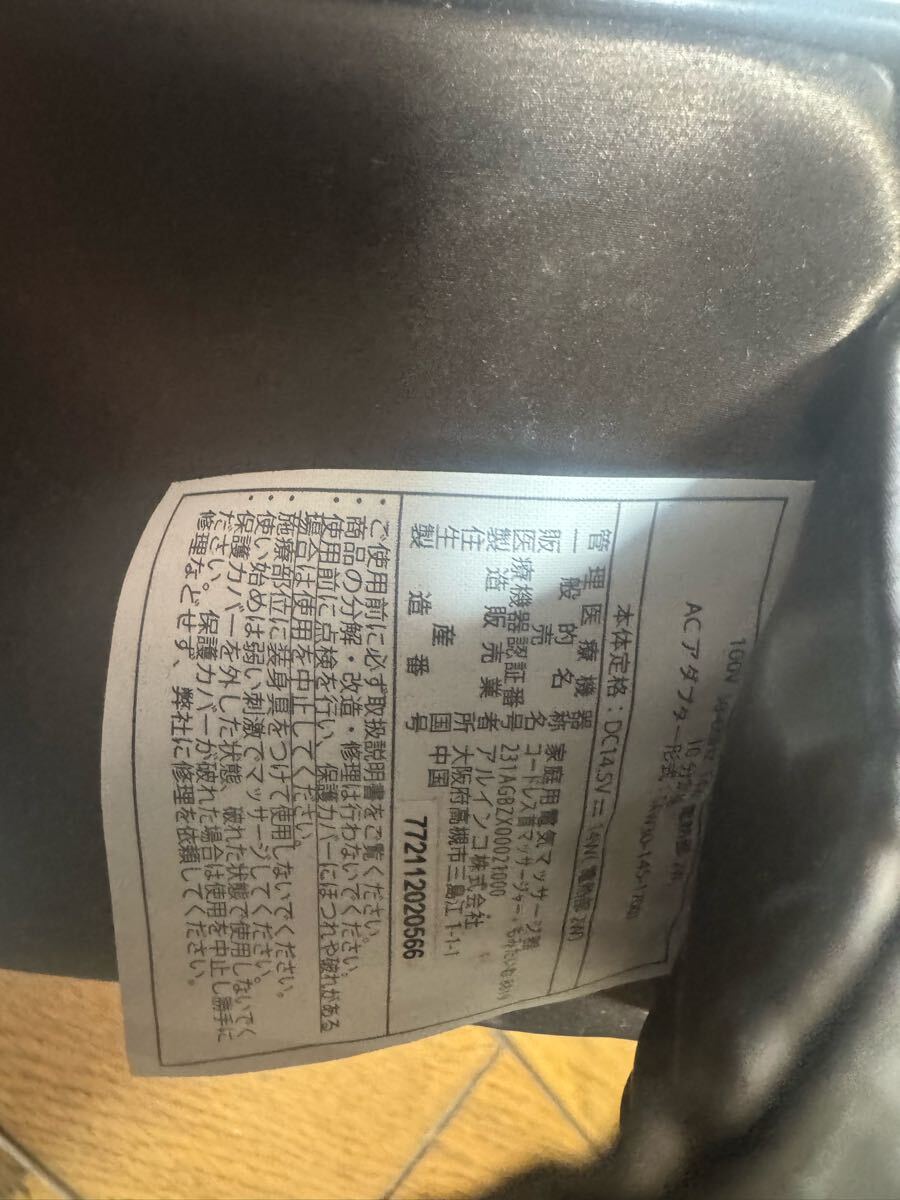 100V
10分
ACアダプター形式：
本体定格：DC14.5V
管理医療機器 家庭用電気マッサージ器
一般的名称
販売名 コードレス首マッサージャー
医療機器認証番号 231AGBZX00021000
製造販売業者 アルインコ株式会社
住所 大阪府高槻市三島江1-1-1
生産国 中国
製造番号 772112020566
・ご使用前に必ず取扱説明書をご覧ください。
・商品の分解・改造・修理は行わないでください。
・使用前に点検を行い、保護カバーにほつれや破れがある
場合は使用を中止してください。
・施療部位に装身具をつけて使用しないでください。
・使い始めは弱い刺激でマッサージしてください。
・保護カバーを外した状態、破れた状態で使用しないでく
ださい。保護カバーが破れた場合は使用を中止し勝手に
修理などせず、弊社に修理を依頼してください。